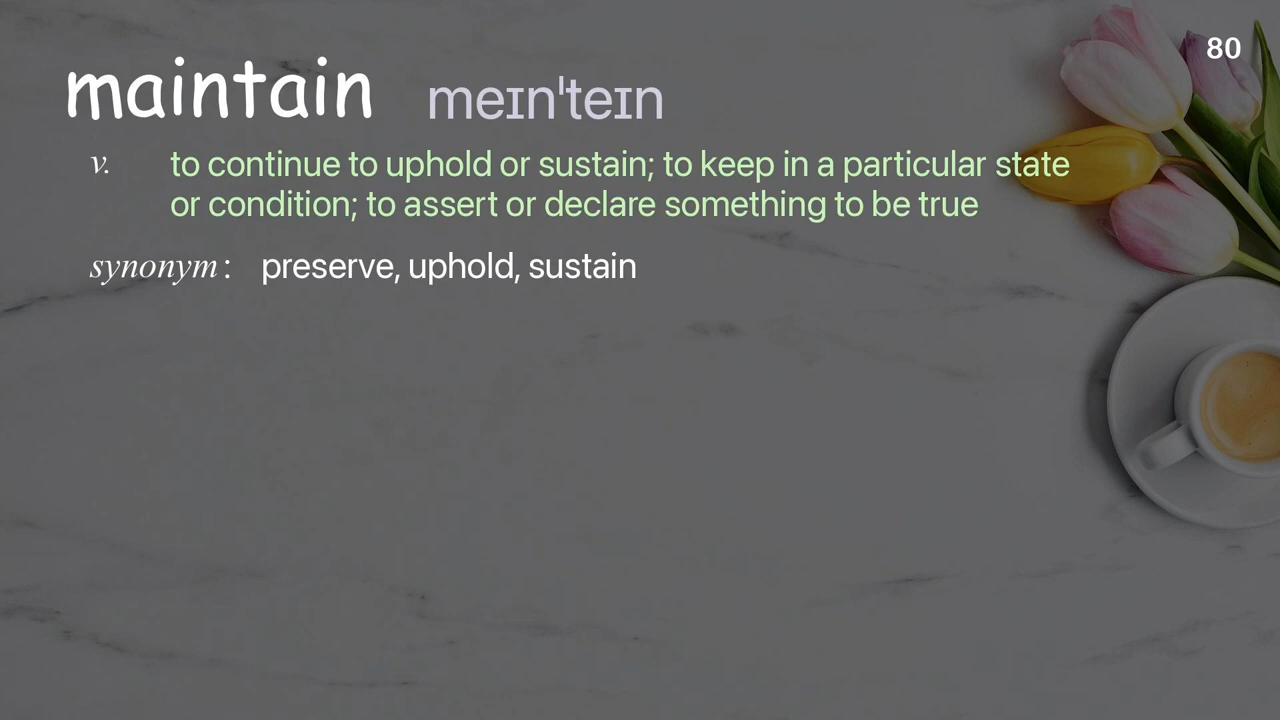 80
maintain meɪnˈteɪn
v. to continue to uphold or sustain; to keep in a particular state
or condition; to assert or declare something to be true
synonym: preserve, uphold, sustain